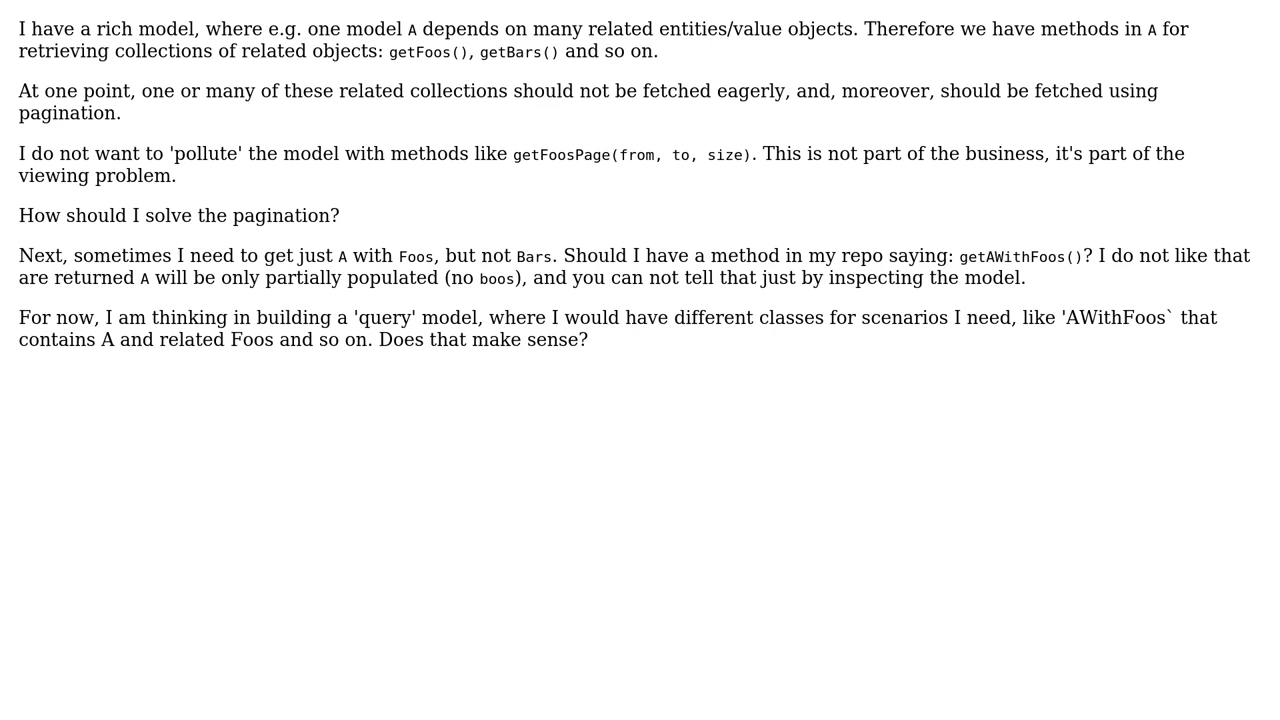 I have a rich model, where e.g. one model A depends on many related entities/value objects. Therefore we have methods in A for
retrieving collections of related objects: getFoos(), getBars() and so on.
At one point, one or many of these related collections should not be fetched eagerly, and, moreover, should be fetched using
pagination.
I do not want to 'pollute' the model with methods like getFoosPage(from, to, size). This is not part of the business, it's part of the
viewing problem.
How should I solve the pagination?
Next, sometimes I need to get just A with Foos, but not Bars. Should I have a method in my repo saying: getAWithFoos()? I do not like that
are returned A will be only partially populated (no boos), and you can not tell that just by inspecting the model.
For now, I am thinking in building a 'query' model, where I would have different classes for scenarios I need, like 'AWithFoos` that
contains A and related Foos and so on. Does that make sense?